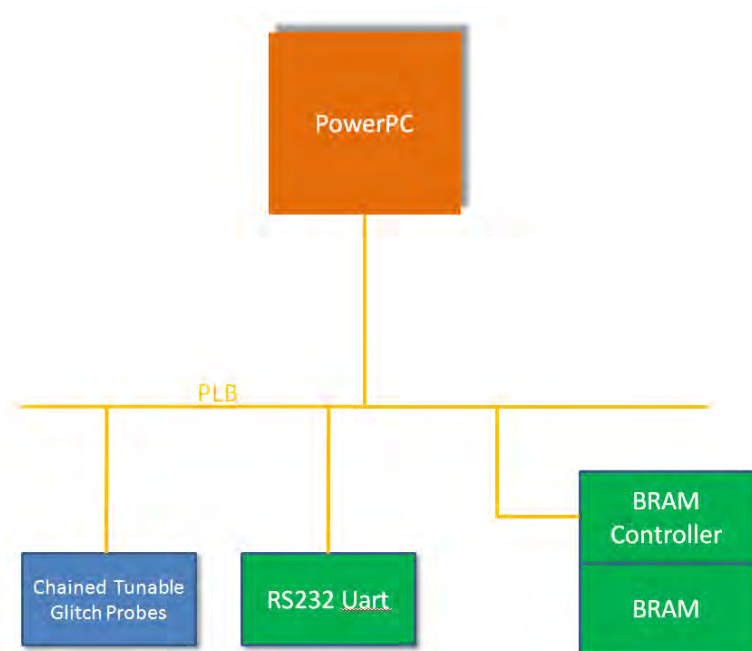 PowerPC
PLB
Chained Tunable
Glitch Probes
RS232 Uart
BRAM
Controller
BRAM